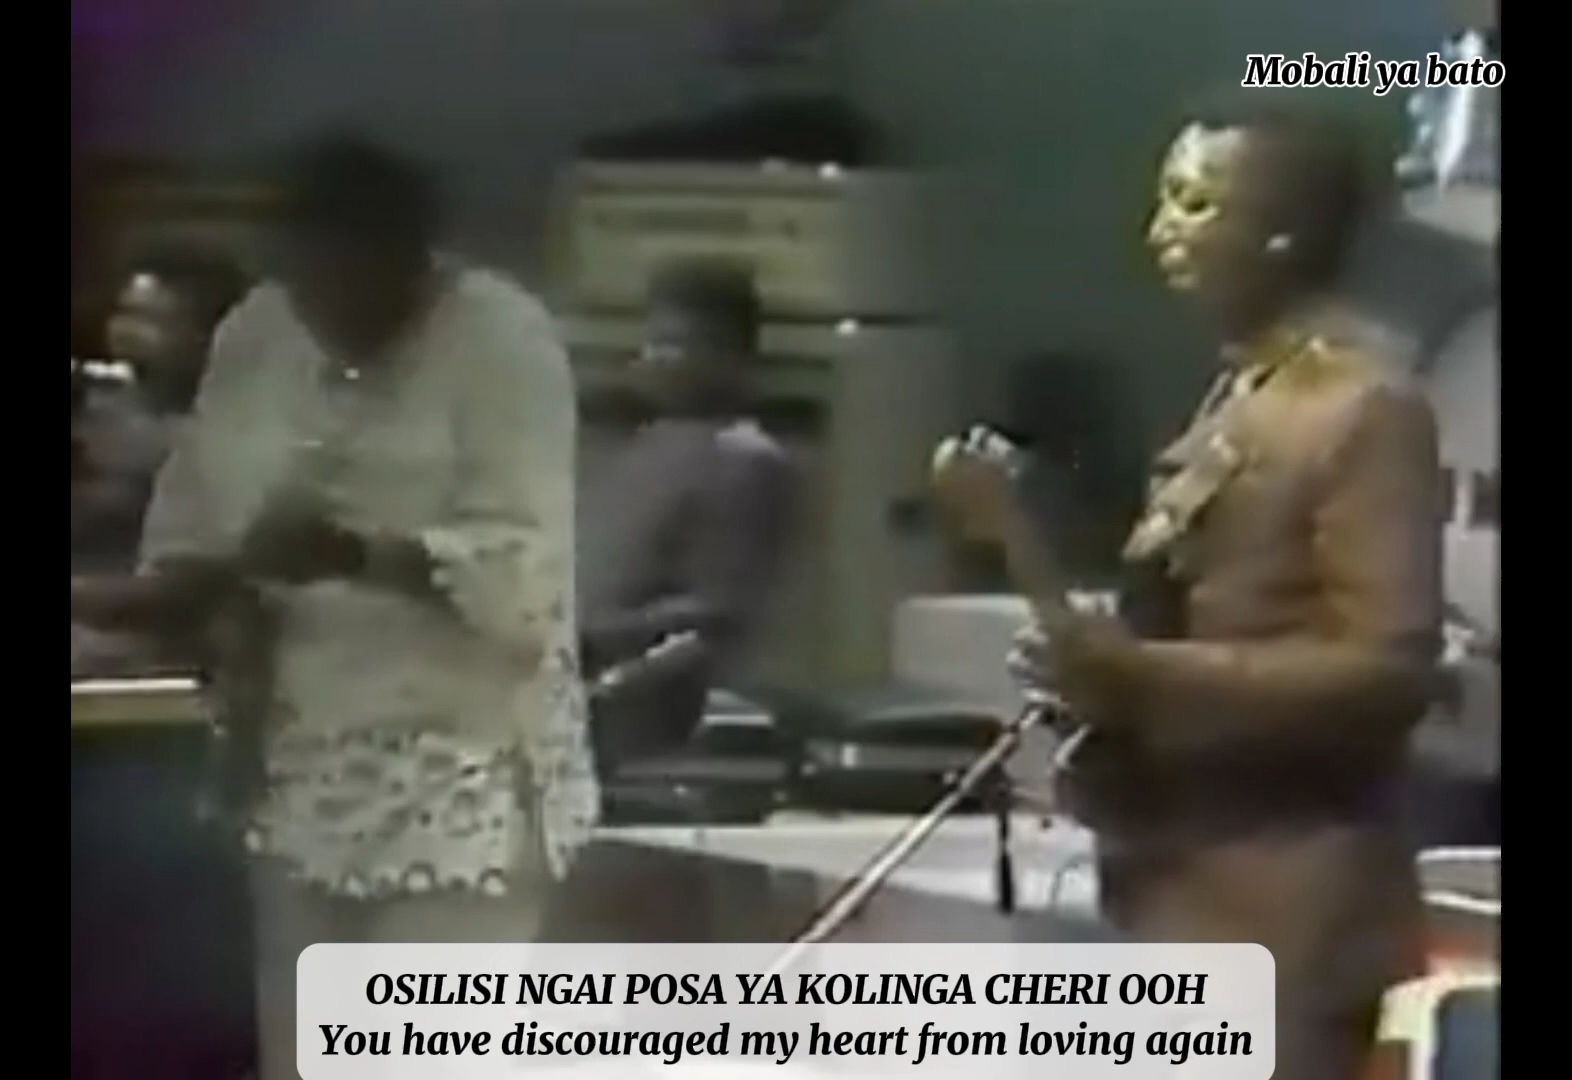 Mobali ya bato
OSILISI NGAI POSA YA KOLINGA CHERI OOH
You have discouraged my heart from loving again